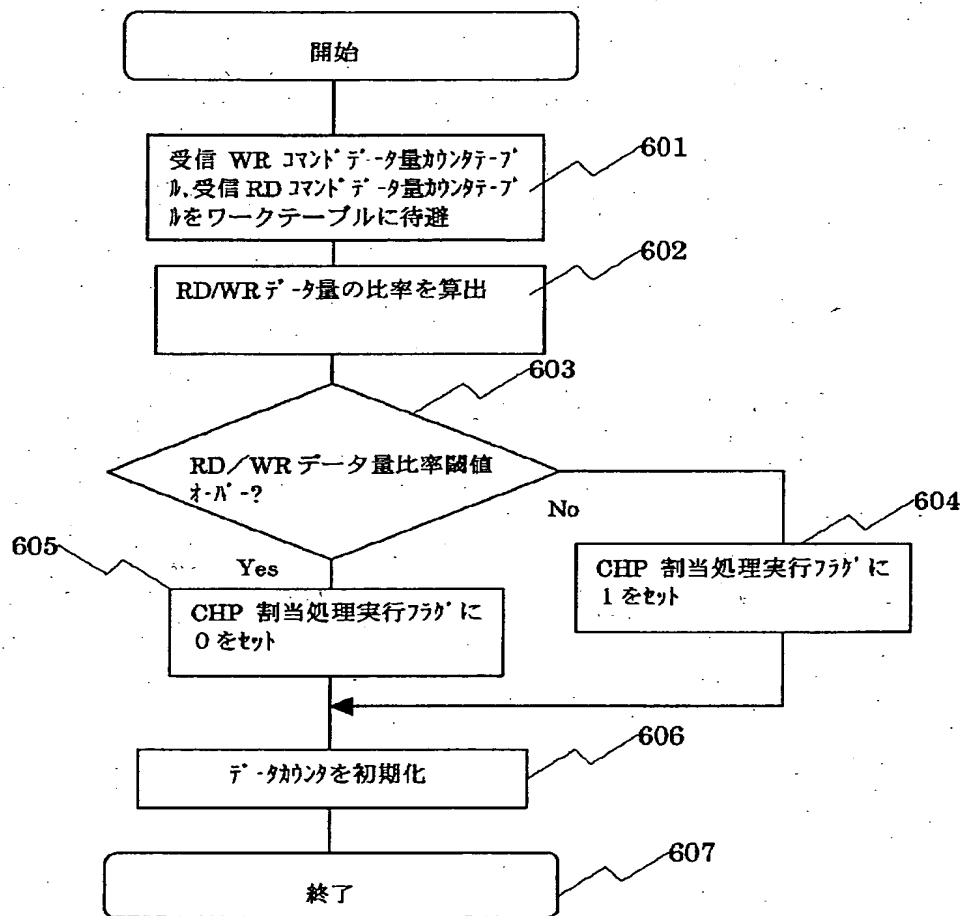 開始
受信 WR ｺﾏﾝﾄﾞﾃﾞｰﾀ量ｶｳﾝﾀﾃｰﾌﾞ
ﾙ、受信 RD ｺﾏﾝﾄﾞﾃﾞｰﾀ量ｶｳﾝﾀﾃｰﾌﾞ
ﾙをワークテーブルに待避
601
RD/WR ﾃﾞｰﾀ量の比率を算出
602
603
RD／WR データ量比率閾値
ｵｰﾊﾞｰ?
No
Yes
604
CHP 割当処理実行ﾌﾗｸﾞに
1 をｾｯﾄ
605
CHP 割当処理実行ﾌﾗｸﾞに
0 をｾｯﾄ
606
ﾃﾞｰﾀｶｳﾝﾀを初期化
607
終了